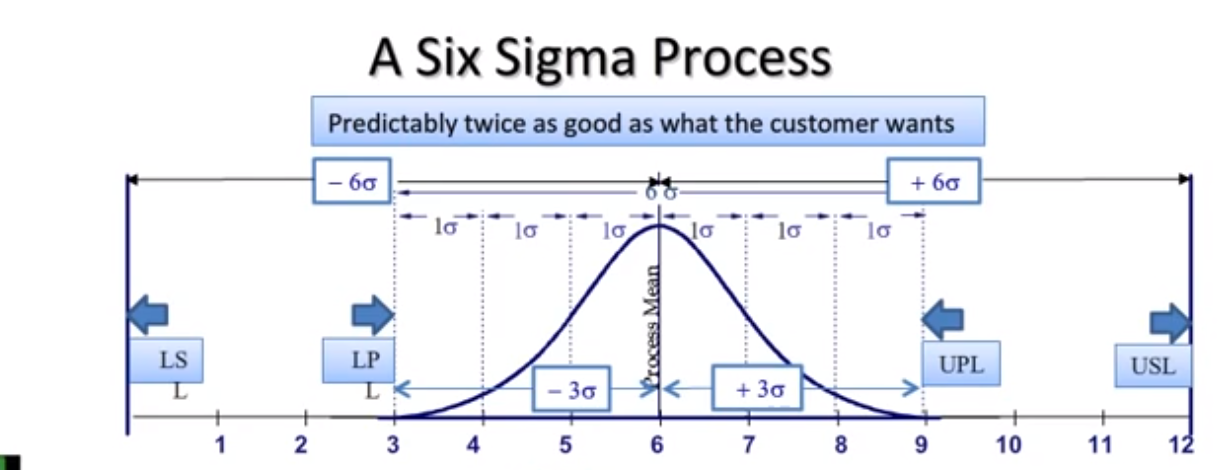 A Six Sigma Process
Predictably twice as good as what the customer wants
− 6σ
+ 6σ
6 σ
1σ 1σ 1σ 1σ 1σ 1σ
Process Mean
LS
L
LP
L
UPL
USL
− 3σ
+ 3σ
1 2 3 4 5 6 7 8 9 10 11 12